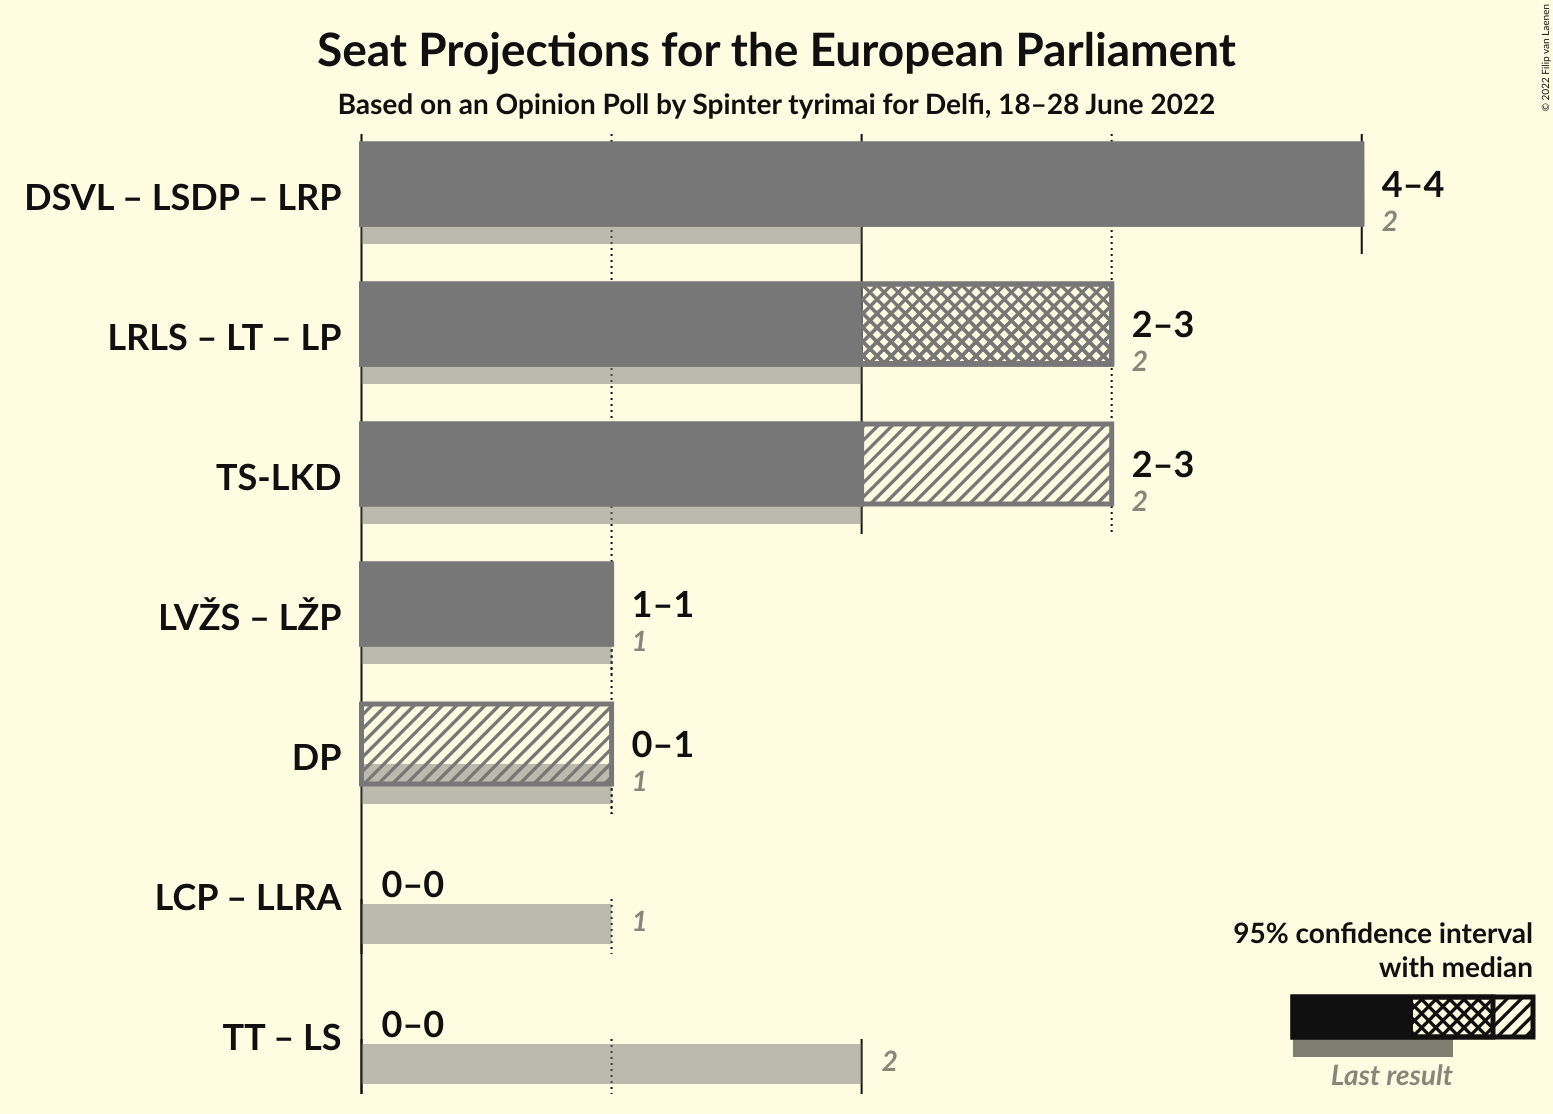 Seat Projections for the European Parliament
Based on an Opinion Poll by Spinter tyrimai for Delfi, 18–28 June 2022
© 2022 Filip van Laenen
DSVL – LSDP – LRP
4–4
2
LRLS – LT – LP
2–3
2
TS-LKD
2–3
2
LVŽS – LŽP
1–1
1
DP
0–1
1
LCP – LLRA
0–0
1
TT – LS
0–0
2
95% confidence interval
with median
Last result